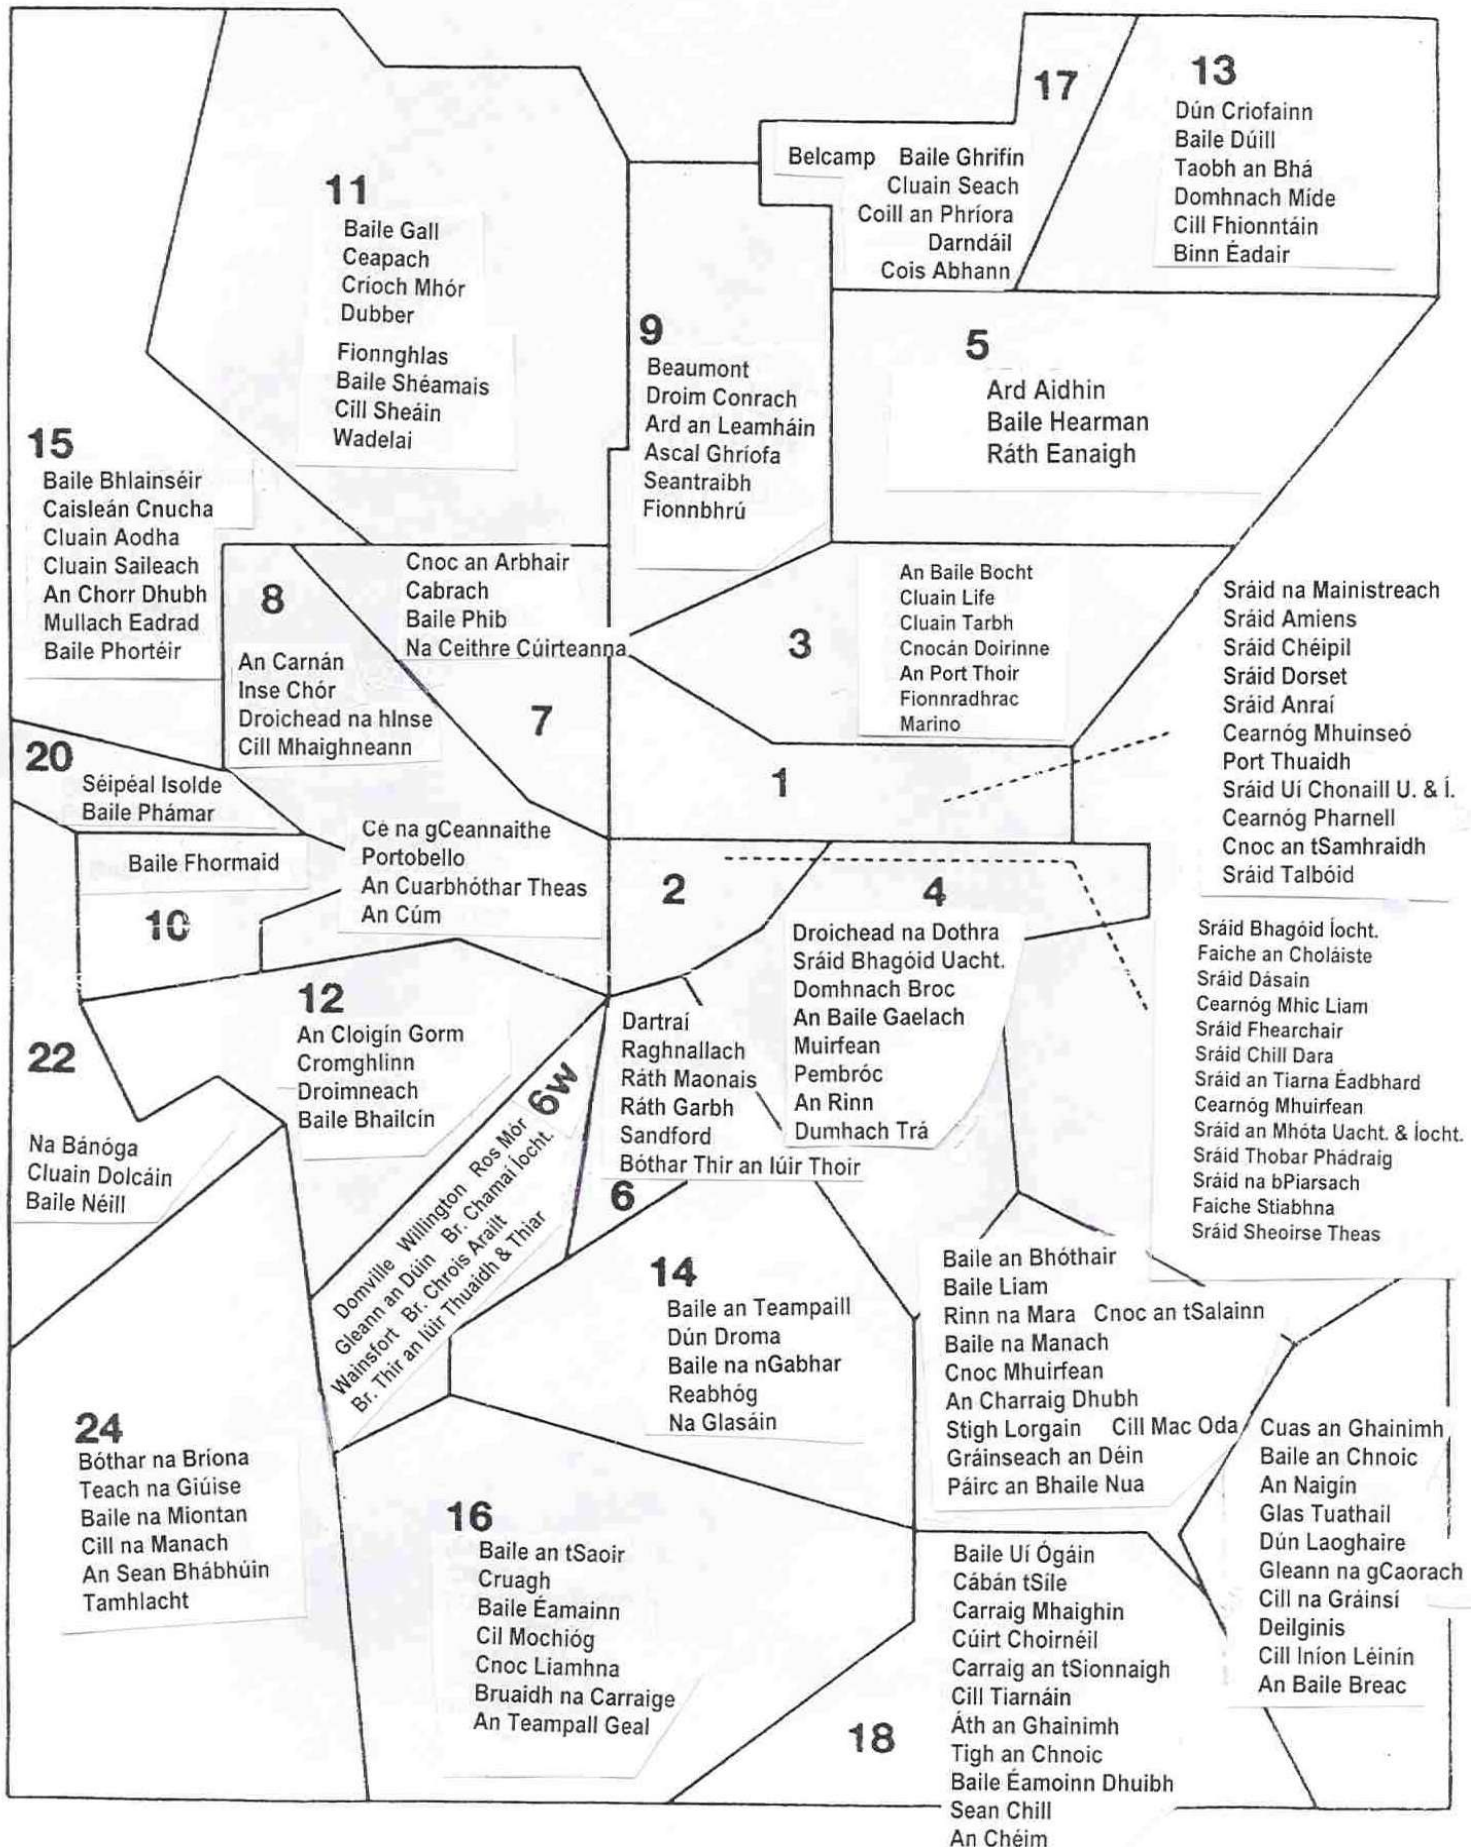 17
13
Dún Criofainn
Baile Dúill
Taobh an Bhá
Domhnach Míde
Cill Fhionntáin
Binn Éadair
Belcamp Baile Ghrifín
Cluain Seach
Coill an Phríora
Darndáil
Cois Abhann
11
Baile Gall
Ceapach
Críoch Mhór
Dubber
Fionnghlas
Baile Shéamais
Cill Sheáin
Wadelai
9
Beaumont
Droim Conrach
Ard an Leamháin
Ascal Ghríofa
Seantraibh
Fionnbhrú
5
Ard Aidhin
Baile Hearman
Ráth Eanaigh
15
Baile Bhlainséir
Caisleán Cnucha
Cluain Aodha
Cluain Saileach
An Chorr Dhubh
Mullach Eadrad
Baile Phortéir
8
An Carnán
Inse Chór
Droichead na hInse
Cill Mhaighneann
Cnoc an Arbhair
Cabrach
Baile Phib
Na Ceithre Cúirteanna
7
3
An Baile Bocht
Cluain Life
Cluain Tarbh
Cnocán Doirinne
An Port Thoir
Fionnradhrac
Marino
Sráid na Mainistreach
Sráid Amiens
Sráid Chéipil
Sráid Dorset
Sráid Anraí
Cearnóg Mhuinseó
Port Thuaidh
Sráid Uí Chonaill U. & Í.
Cearnóg Pharnell
Cnoc an tSamhraidh
Sráid Talbóid
1
20
Séipéal Isolde
Baile Phámar
Baile Fhormaid
10
Cé na gCeannaithe
Portobello
An Cuarbhóthar Theas
An Cúm
2
4
Droichead na Dothra
Sráid Bhagóid Uacht.
Domhnach Broc
An Baile Gaelach
Muirfean
Pembróc
An Rinn
Dumhach Trá
Sráid Bhagóid Íocht.
Faiche an Choláiste
Sráid Dásain
Cearnóg Mhic Liam
Sráid Fhearchair
Sráid Chill Dara
Sráid an Tiarna Éadbhard
Cearnóg Mhuirfean
Sráid an Mhóta Uacht. & Íocht.
Sráid Thobar Phádraig
Sráid na bPiarsach
Faiche Stiabhna
Sráid Sheoirse Theas
12
An Cloigín Gorm
Cromghlinn
Droimneach
Baile Bhailcín
22
Na Bánóga
Cluain Dolcáin
Baile Néill
6W
Domville Willington Ros Mór
Gleann an Dúin Br. Chamaí Íocht.
Wainsfort Br. Chrois Arailt
Br. Thír an Iúir Thuaidh & Thiar
Dartraí
Raghnallach
Ráth Maonais
Ráth Garbh
Sandford
Bóthar Thír an Iúir Thoir
6
14
Baile an Teampaill
Dún Droma
Baile na nGabhar
Reabhóg
Na Glasáin
Baile an Bhóthair
Baile Liam
Rinn na Mara Cnoc an tSalainn
Baile na Manach
Cnoc Mhuirfean
An Charraig Dhubh
Stigh Lorgain Cill Mac Oda
Gráinseach an Déin
Páirc an Bhaile Nua
Cuas an Ghainimh
Baile an Chnoic
An Naigín
Glas Tuathail
Dún Laoghaire
Gleann na gCaorach
Cill na Gráinsí
Deilginis
Cill Iníon Léinín
An Baile Breac
24
Bóthar na Bríona
Teach na Giúise
Baile na Miontan
Cill na Manach
An Sean Bhábhúin
Tamhlacht
16
Baile an tSaoir
Cruagh
Baile Éamainn
Cil Mochióg
Cnoc Liamhna
Bruaidh na Carraige
An Teampall Geal
18
Baile Uí Ógáin
Cábán tSíle
Carraig Mhaighin
Cúirt Choirnéil
Carraig an tSionnaigh
Cill Tiarnáin
Áth an Ghainimh
Tigh an Chnoic
Baile Éamoinn Dhuibh
Sean Chill
An Chéim